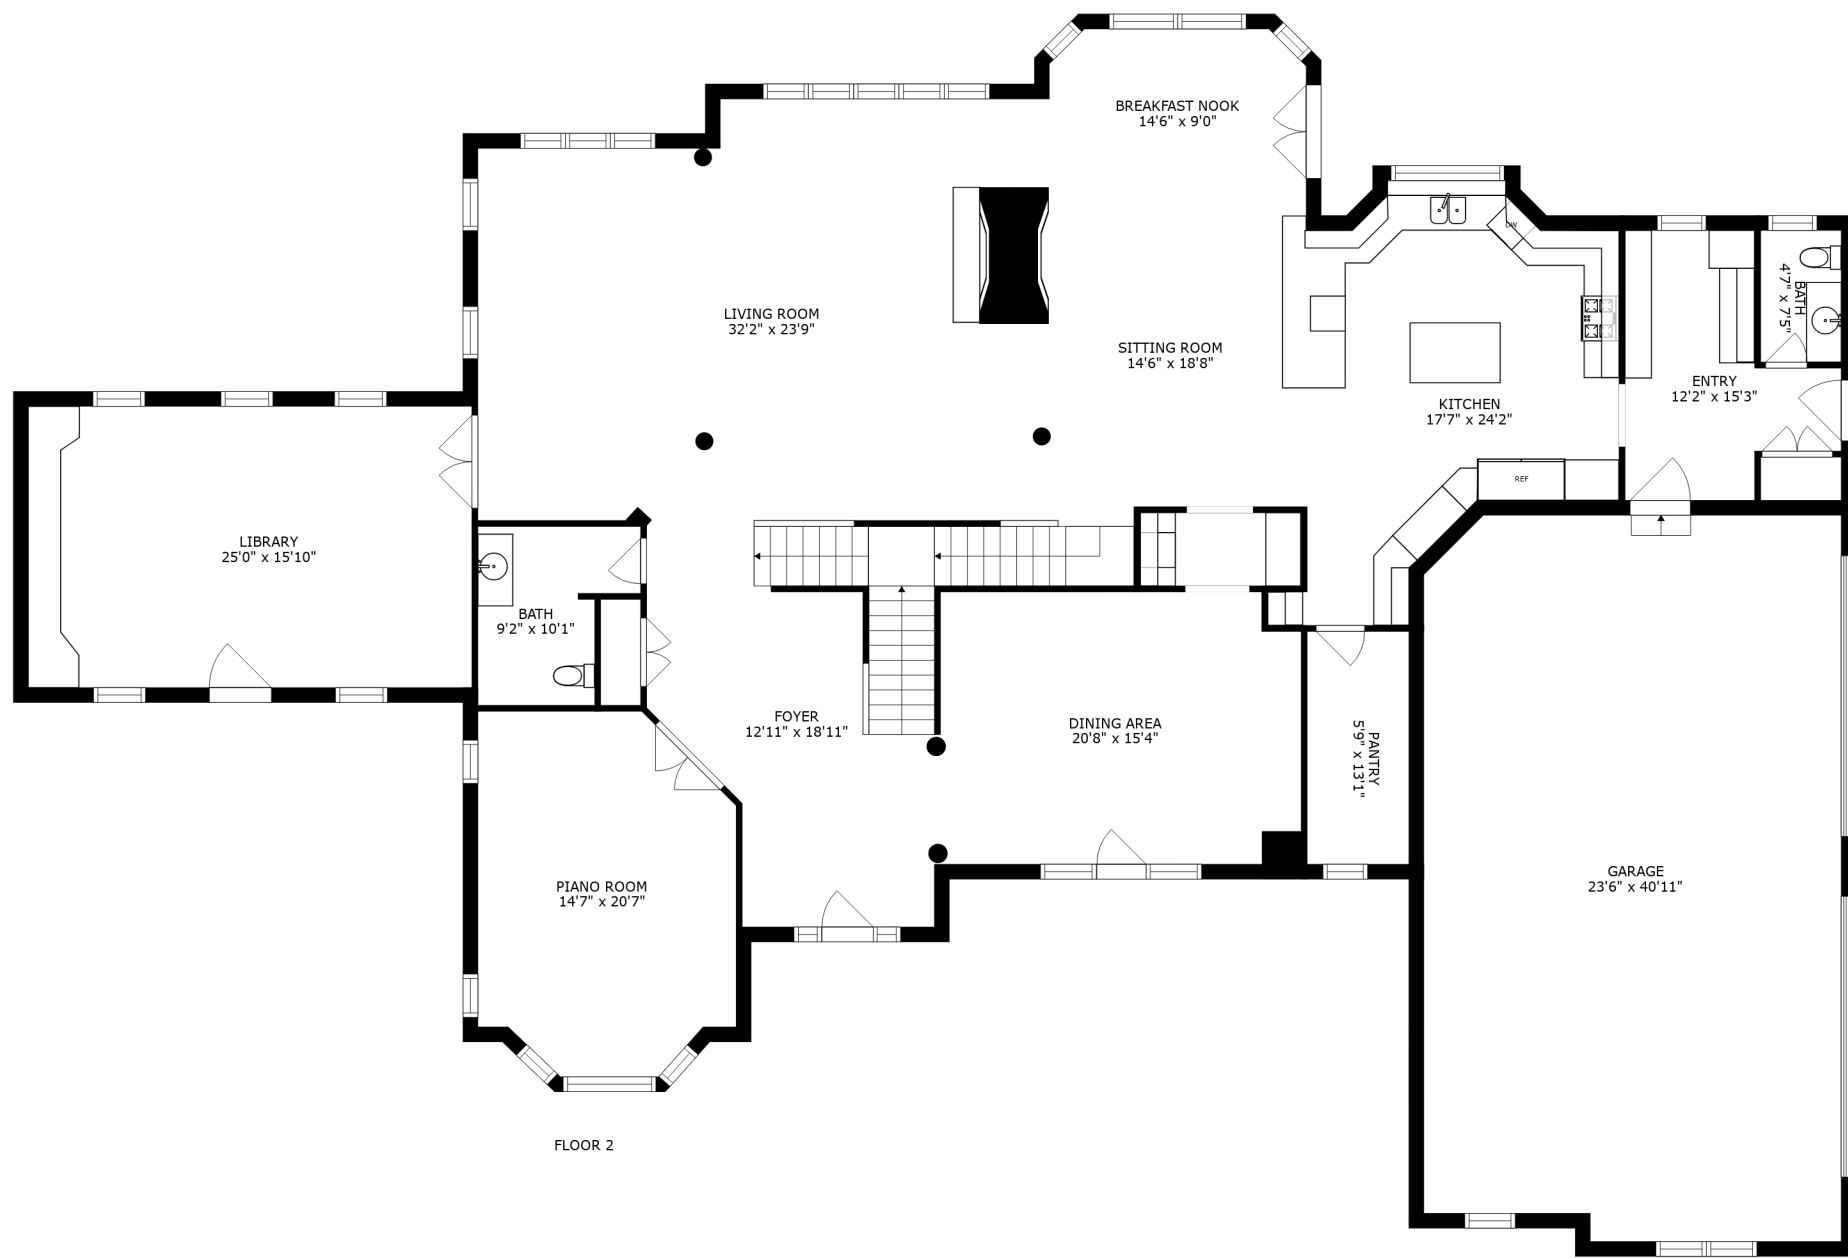 BREAKFAST NOOK
14'6" x 9'0"
DW
LIVING ROOM
32'2" x 23'9"
SITTING ROOM
14'6" x 18'8"
BATH
4'7" x 7'5"
ENTRY
12'2" x 15'3"
KITCHEN
17'7" x 24'2"
REF
LIBRARY
25'0" x 15'10"
BATH
9'2" x 10'1"
FOYER
12'11" x 18'11"
DINING AREA
20'8" x 15'4"
PANTRY
5'9" x 13'1"
PIANO ROOM
14'7" x 20'7"
GARAGE
23'6" x 40'11"
FLOOR 2